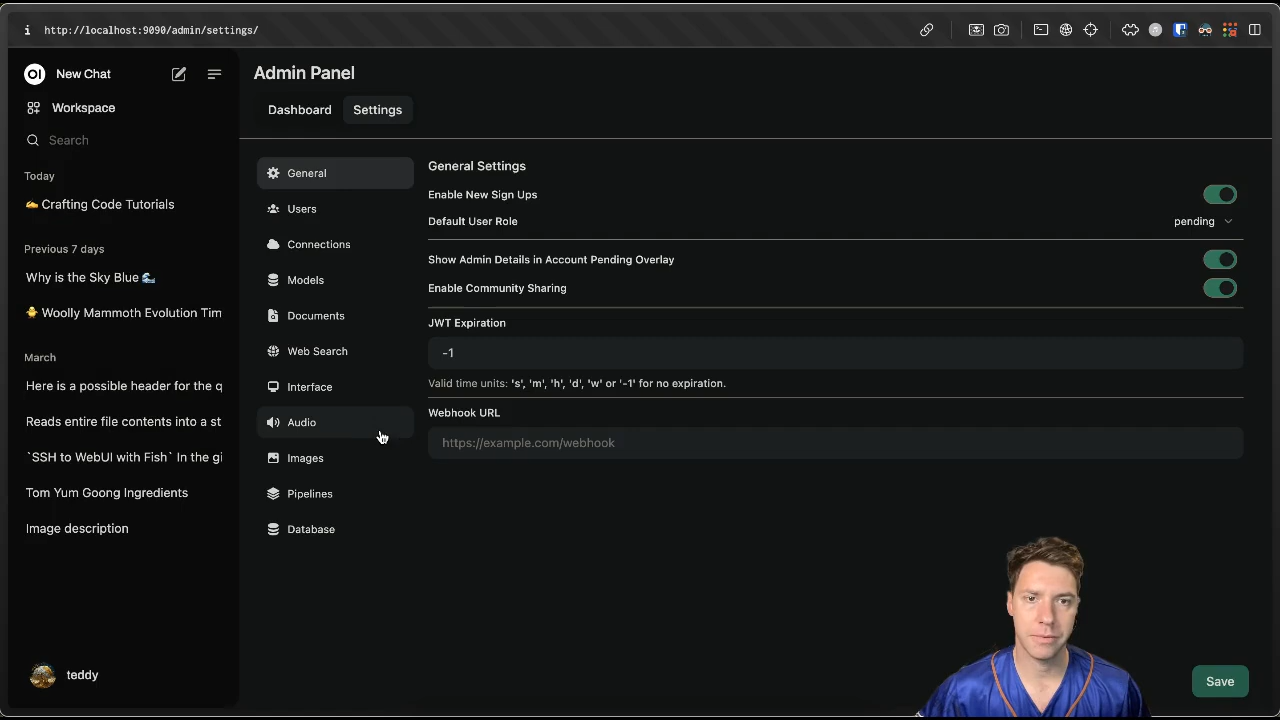 http://localhost:9090/admin/settings/
OI New Chat
Workspace
Search
Today
✍️ Crafting Code Tutorials
Previous 7 days
Why is the Sky Blue 🌊
🐥 Woolly Mammoth Evolution Tim
March
Here is a possible header for the q
Reads entire file contents into a st
`SSH to WebUI with Fish` In the gi
Tom Yum Goong Ingredients
Image description
teddy
Admin Panel
Dashboard Settings
General
Users
Connections
Models
Documents
Web Search
Interface
Audio
Images
Pipelines
Database
General Settings
Enable New Sign Ups
Default User Role pending
Show Admin Details in Account Pending Overlay
Enable Community Sharing
JWT Expiration
-1
Valid time units: 's', 'm', 'h', 'd', 'w' or '-1' for no expiration.
Webhook URL
https://example.com/webhook
Save